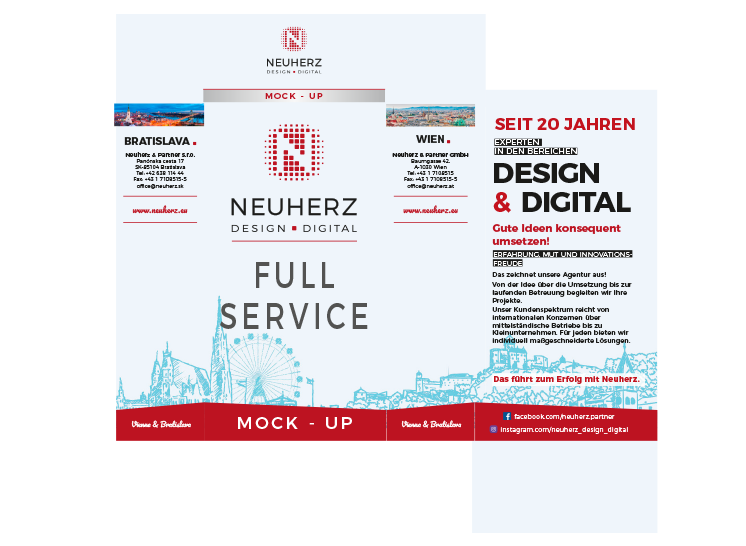 NEUHERZ
DESIGN ▪ DIGITAL
MOCK - UP
BRATISLAVA.
Neuherz & Partner s.r.o.
Panónska cesta 17
SK-85104 Bratislava
Tel: +42 638 114 44
Fax: +43 1 7108515-5
office@neuherz.sk
www.neuherz.eu
NEUHERZ
DESIGN ▪ DIGITAL
FULL
SERVICE
WIEN.
Neuherz & Partner GmbH
Baumgasse 42,
A-1030 Wien
Tel: +43 1 7108515
Fax: +43 1 7108515-5
office@neuherz.at
www.neuherz.eu
SEIT 20 JAHREN
EXPERTEN
IN DEN BEREICHEN
DESIGN
& DIGITAL
Gute Ideen konsequent
umsetzen!
ERFAHRUNG, MUT UND INNOVATIONS-
FREUDE
Das zeichnet unsere Agentur aus!
Von der Idee über die Umsetzung bis zur
laufenden Betreuung begleiten wir Ihre
Projekte.
Unser Kundenspektrum reicht von
internationalen Konzernen über
mittelständische Betriebe bis zu
Kleinunternehmen. Für jeden bieten wir
individuell maßgeschneiderte Lösungen.
Das führt zum Erfolg mit Neuherz.
Vienna & Bratislava
MOCK - UP
Vienna & Bratislava
facebook.com/neuherz.partner
instagram.com/neuherz_design_digital